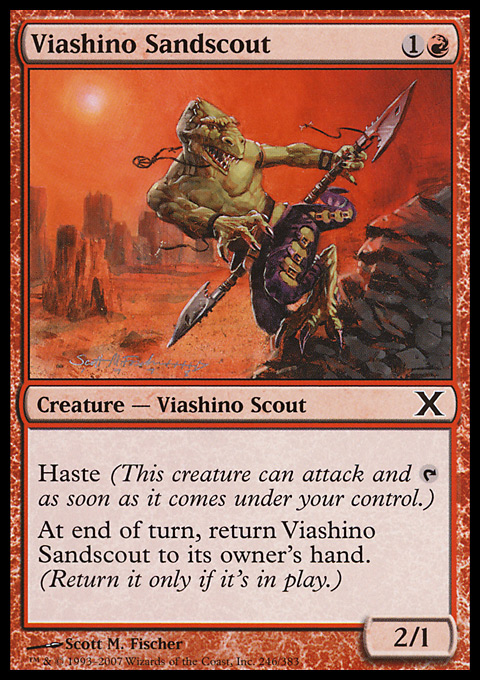 Viashino Sandscout 1
Creature — Viashino Scout X
Haste (This creature can attack and
as soon as it comes under your control.)
At end of turn, return Viashino
Sandscout to its owner's hand.
(Return it only if it's in play.)
Scott M. Fischer
2/1
™ & © 1993–2007 Wizards of the Coast, Inc. 246/383